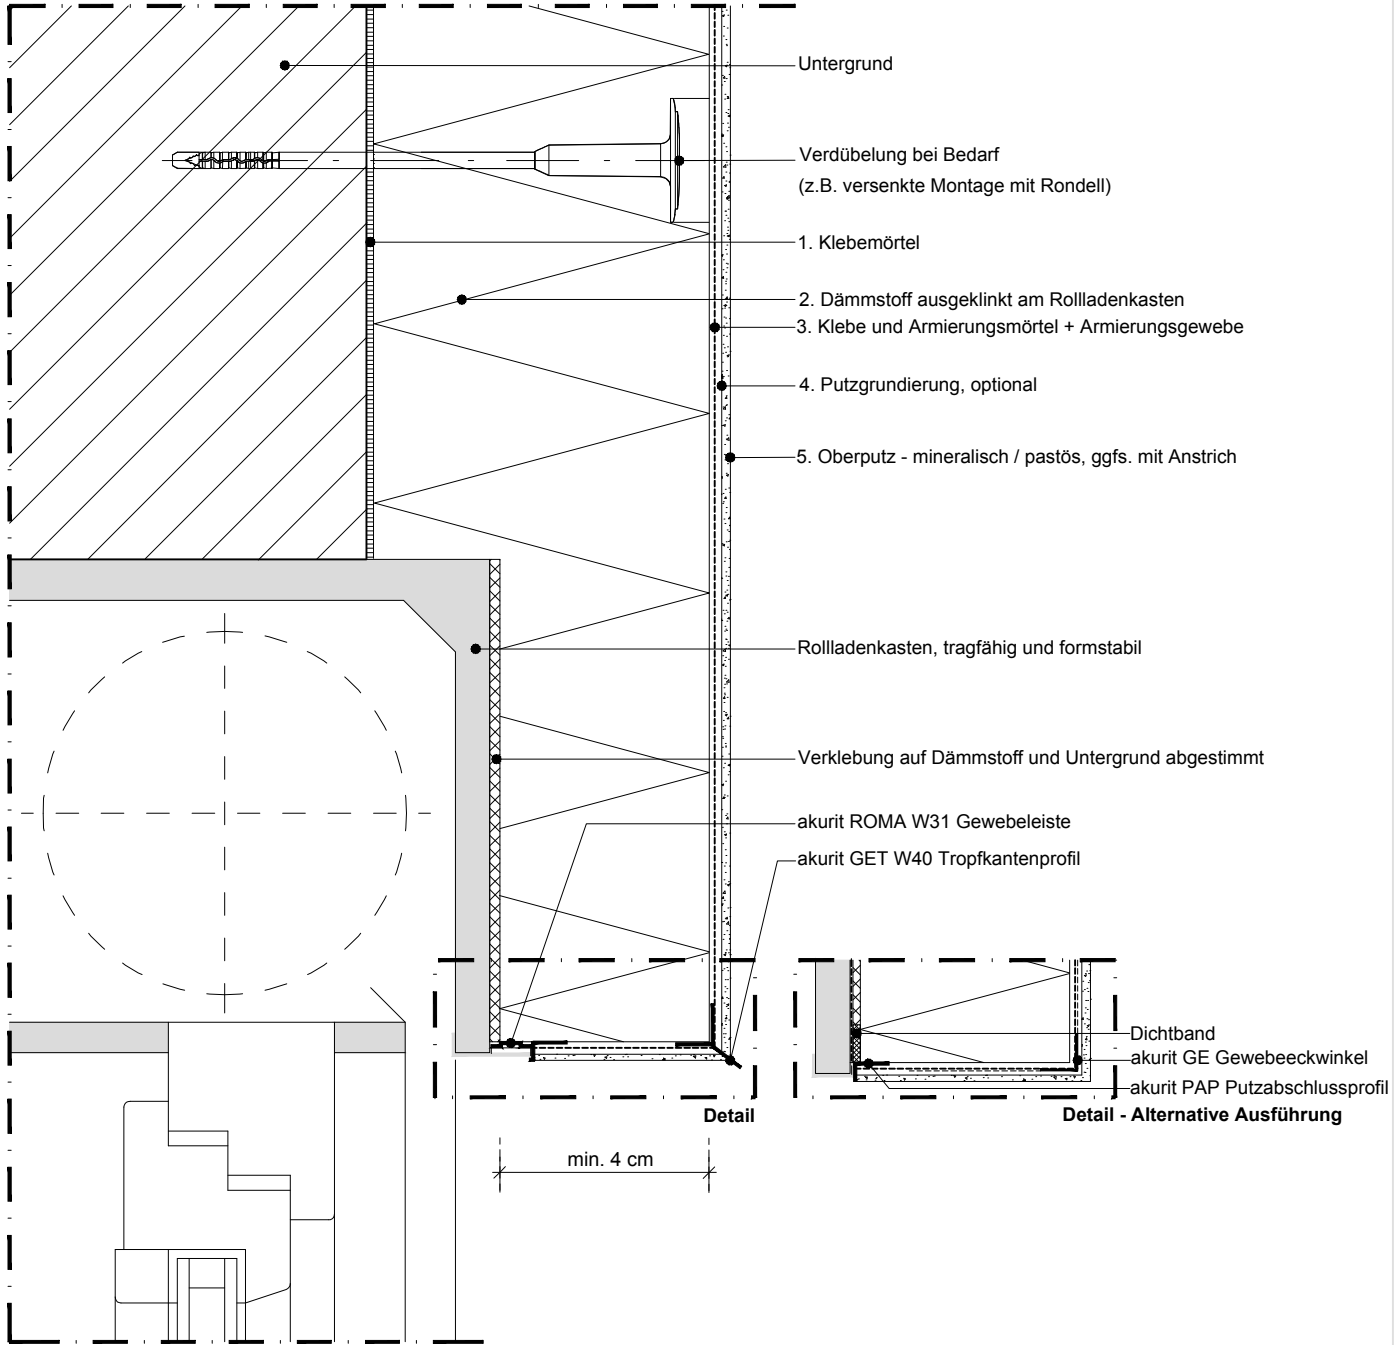 Untergrund
Verdübelung bei Bedarf
(z.B. versenkte Montage mit Rondell)
1. Klebemörtel
2. Dämmstoff ausgeklinkt am Rollladenkasten
3. Klebe und Armierungsmörtel + Armierungsgewebe
4. Putzgrundierung, optional
5. Oberputz - mineralisch / pastös, ggfs. mit Anstrich
Rollladenkasten, tragfähig und formstabil
Verklebung auf Dämmstoff und Untergrund abgestimmt
akurit ROMA W31 Gewebeleiste
akurit GET W40 Tropfkantenprofil
Dichtband
akurit GE Gewebeeckwinkel
akurit PAP Putzabschlussprofil
Detail
Detail - Alternative Ausführung
min. 4 cm